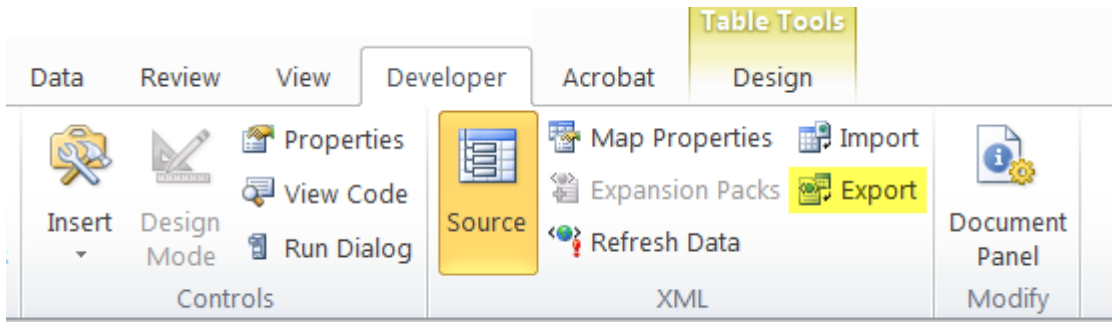 Table Tools
Data Review View Developer Acrobat Design
Properties Map Properties Import
View Code Expansion Packs Export
Insert Design Mode Run Dialog Source Refresh Data Document Panel
Controls XML Modify